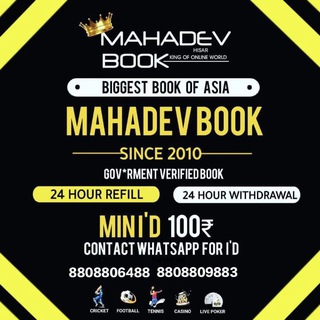 MAHADEV
HISAR
BOOK KING OF ONLINE WORLD
BIGGEST BOOK OF ASIA
MAHADEV BOOK
SINCE 2010
GOV*RMENT VERIFIED BOOK
24 HOUR REFILL 24 HOUR WITHDRAWAL
MINI'D 100₹
CONTACT WHATSAPP FOR I'D
8808806488 8808809883
CRICKET FOOTBALL TENNIS CASINO LIVE POKER